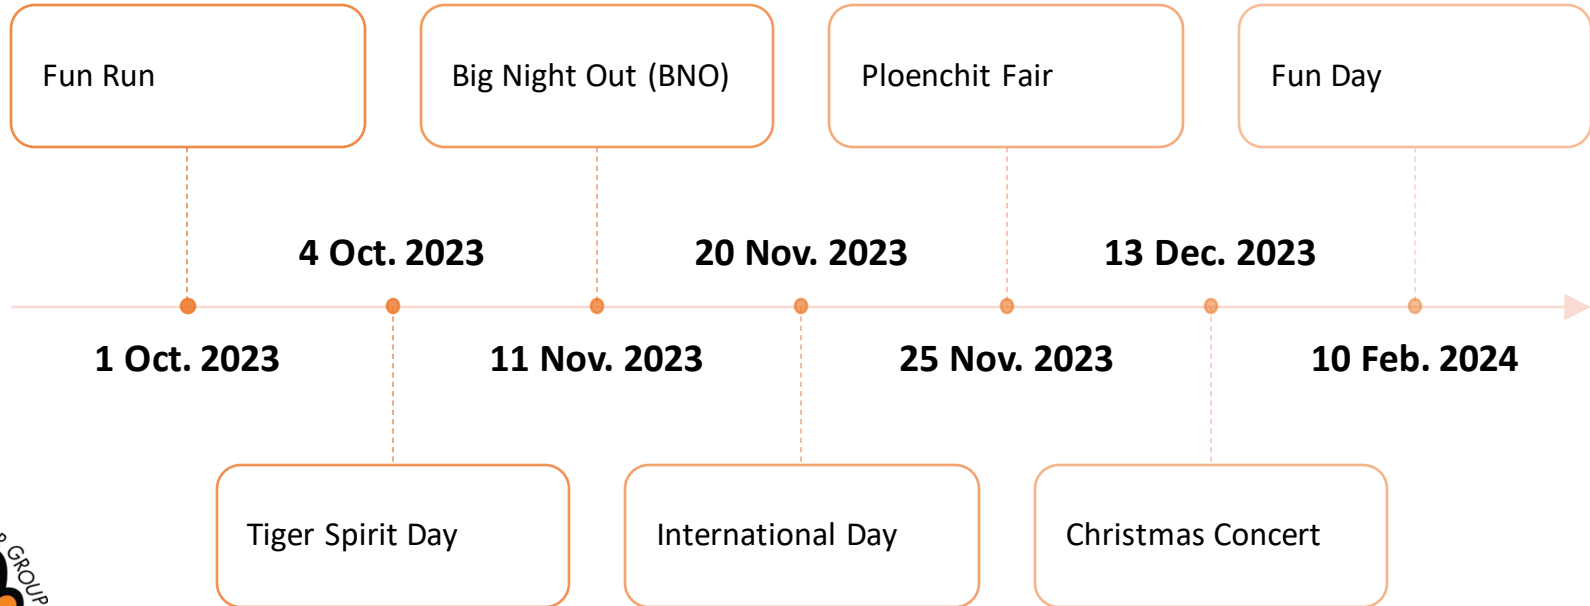 Fun Run
Big Night Out (BNO)
Ploenchit Fair
Fun Day
4 Oct. 2023
20 Nov. 2023
13 Dec. 2023
1 Oct. 2023
11 Nov. 2023
25 Nov. 2023
10 Feb. 2024
Tiger Spirit Day
International Day
Christmas Concert
GROUP